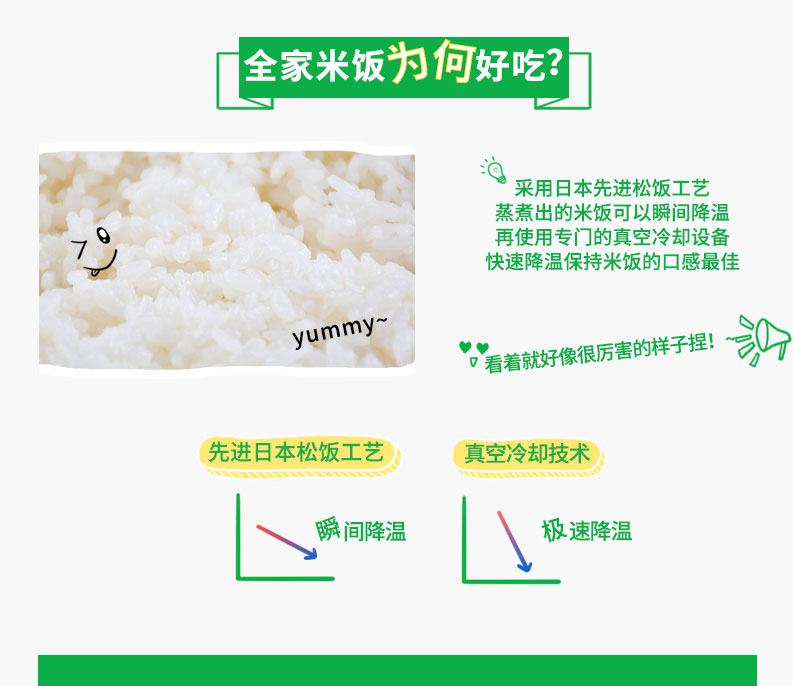 全家米饭为何好吃?
采用日本先进松饭工艺
蒸煮出的米饭可以瞬间降温
再使用专门的真空冷却设备
快速降温保持米饭的口感最佳
yummy~
看着就好像很厉害的样子捏!~
先进日本松饭工艺
真空冷却技术
瞬间降温
极速降温